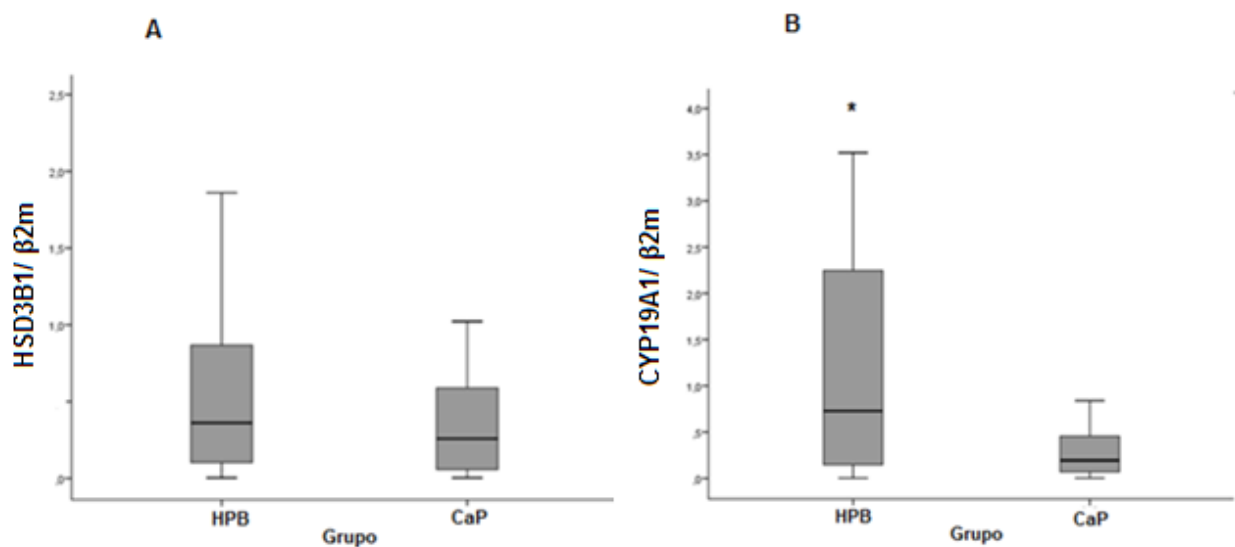 A
HSD3B1/ β2m
2,5
2,0
1,5
1,0
,0
HPB
CaP
Grupo
B
CYP19A1/ β2m
4,0
3,5
3,0
2,5
2,0
1,5
1,0
,5
,0
*
HPB
CaP
Grupo